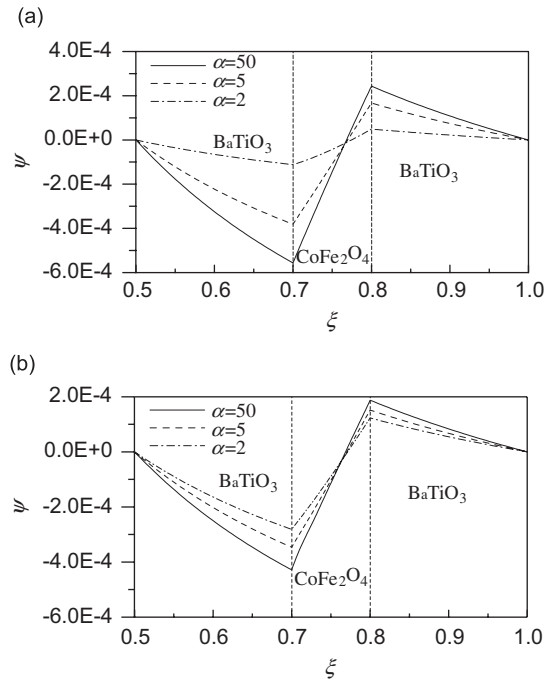 (a)
4.0E-4
2.0E-4
0.0E+0
-2.0E-4
-4.0E-4
-6.0E-4
ψ
α=50
α=5
α=2
BaTiO3
CoFe2O4
BaTiO3
0.5 0.6 0.7 0.8 0.9 1.0
ξ
(b)
2.0E-4
0.0E+0
-2.0E-4
-4.0E-4
-6.0E-4
ψ
α=50
α=5
α=2
BaTiO3
CoFe2O4
BaTiO3
0.5 0.6 0.7 0.8 0.9 1.0
ξ